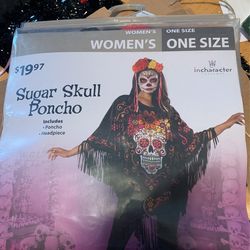 WOMEN'S ONE SIZE
WOMEN'S ONE SIZE
$19.97
incharacter
Sugar Skull
Poncho
Includes
• Poncho
• Headpiece